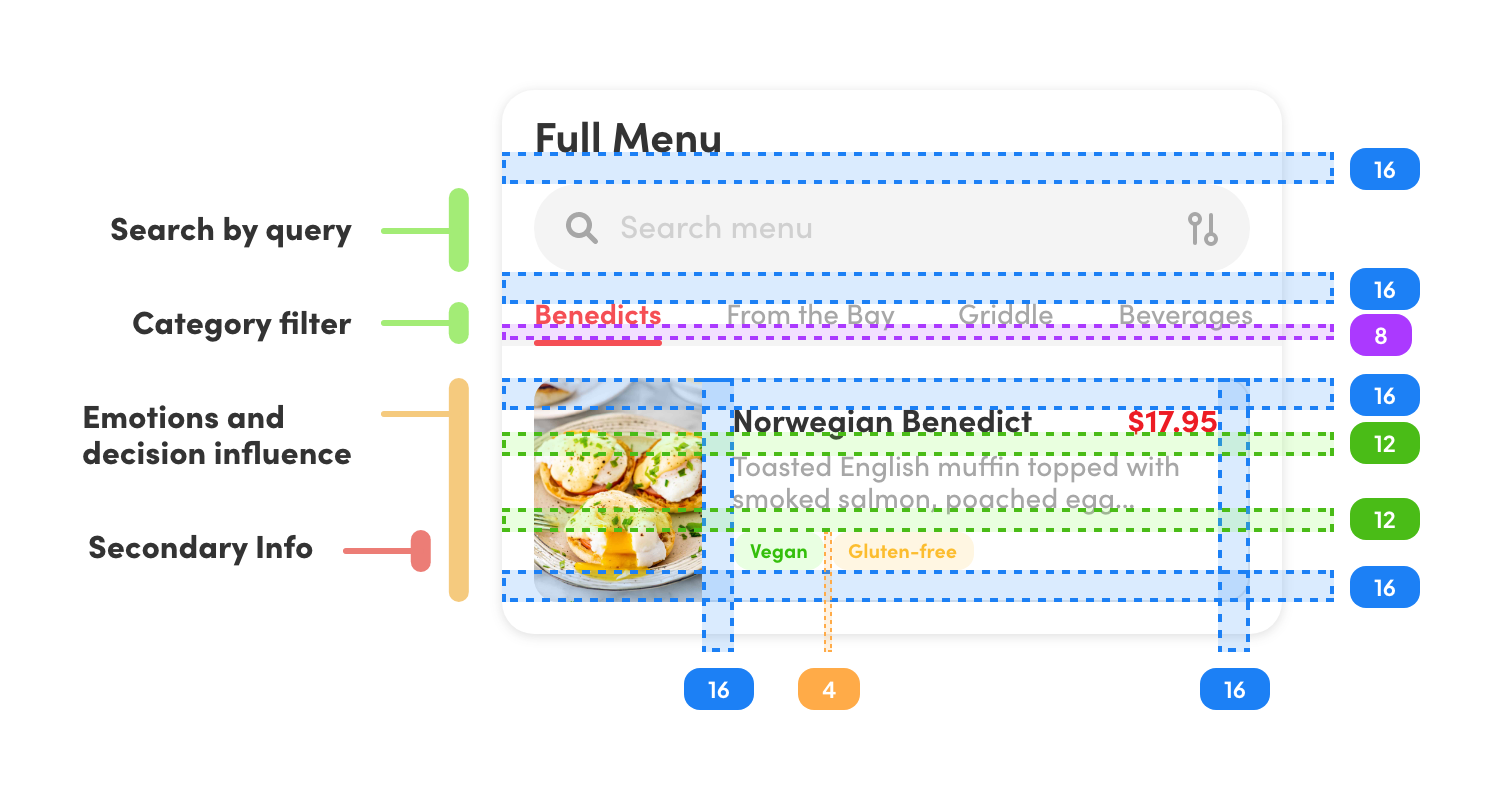 Full Menu
16
Search by query
Search menu
16
Category filter
Benedicts From the Bay Griddle Beverages
8
16
Emotions and
decision influence
Norwegian Benedict $17.95
12
Toasted English muffin topped with
smoked salmon, poached egg...
12
Secondary Info
Vegan Gluten-free
16
16 4 16